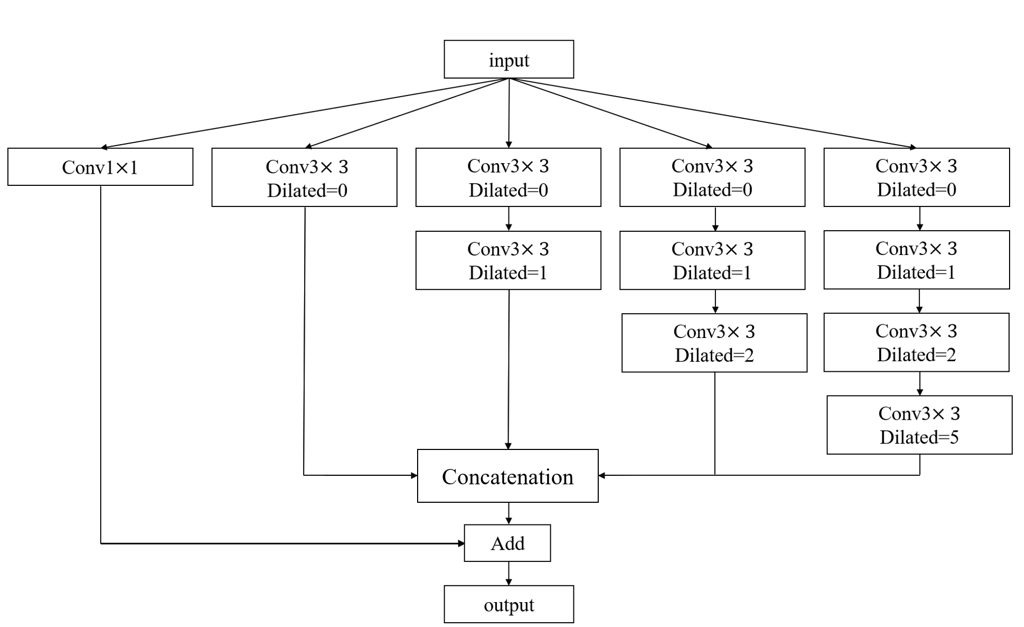 input
Conv1×1
Conv3× 3
Dilated=0
Conv3× 3
Dilated=0
Conv3× 3
Dilated=0
Conv3× 3
Dilated=0
Conv3× 3
Dilated=1
Conv3× 3
Dilated=1
Conv3× 3
Dilated=1
Conv3× 3
Dilated=2
Conv3× 3
Dilated=2
Conv3× 3
Dilated=5
Concatenation
Add
output